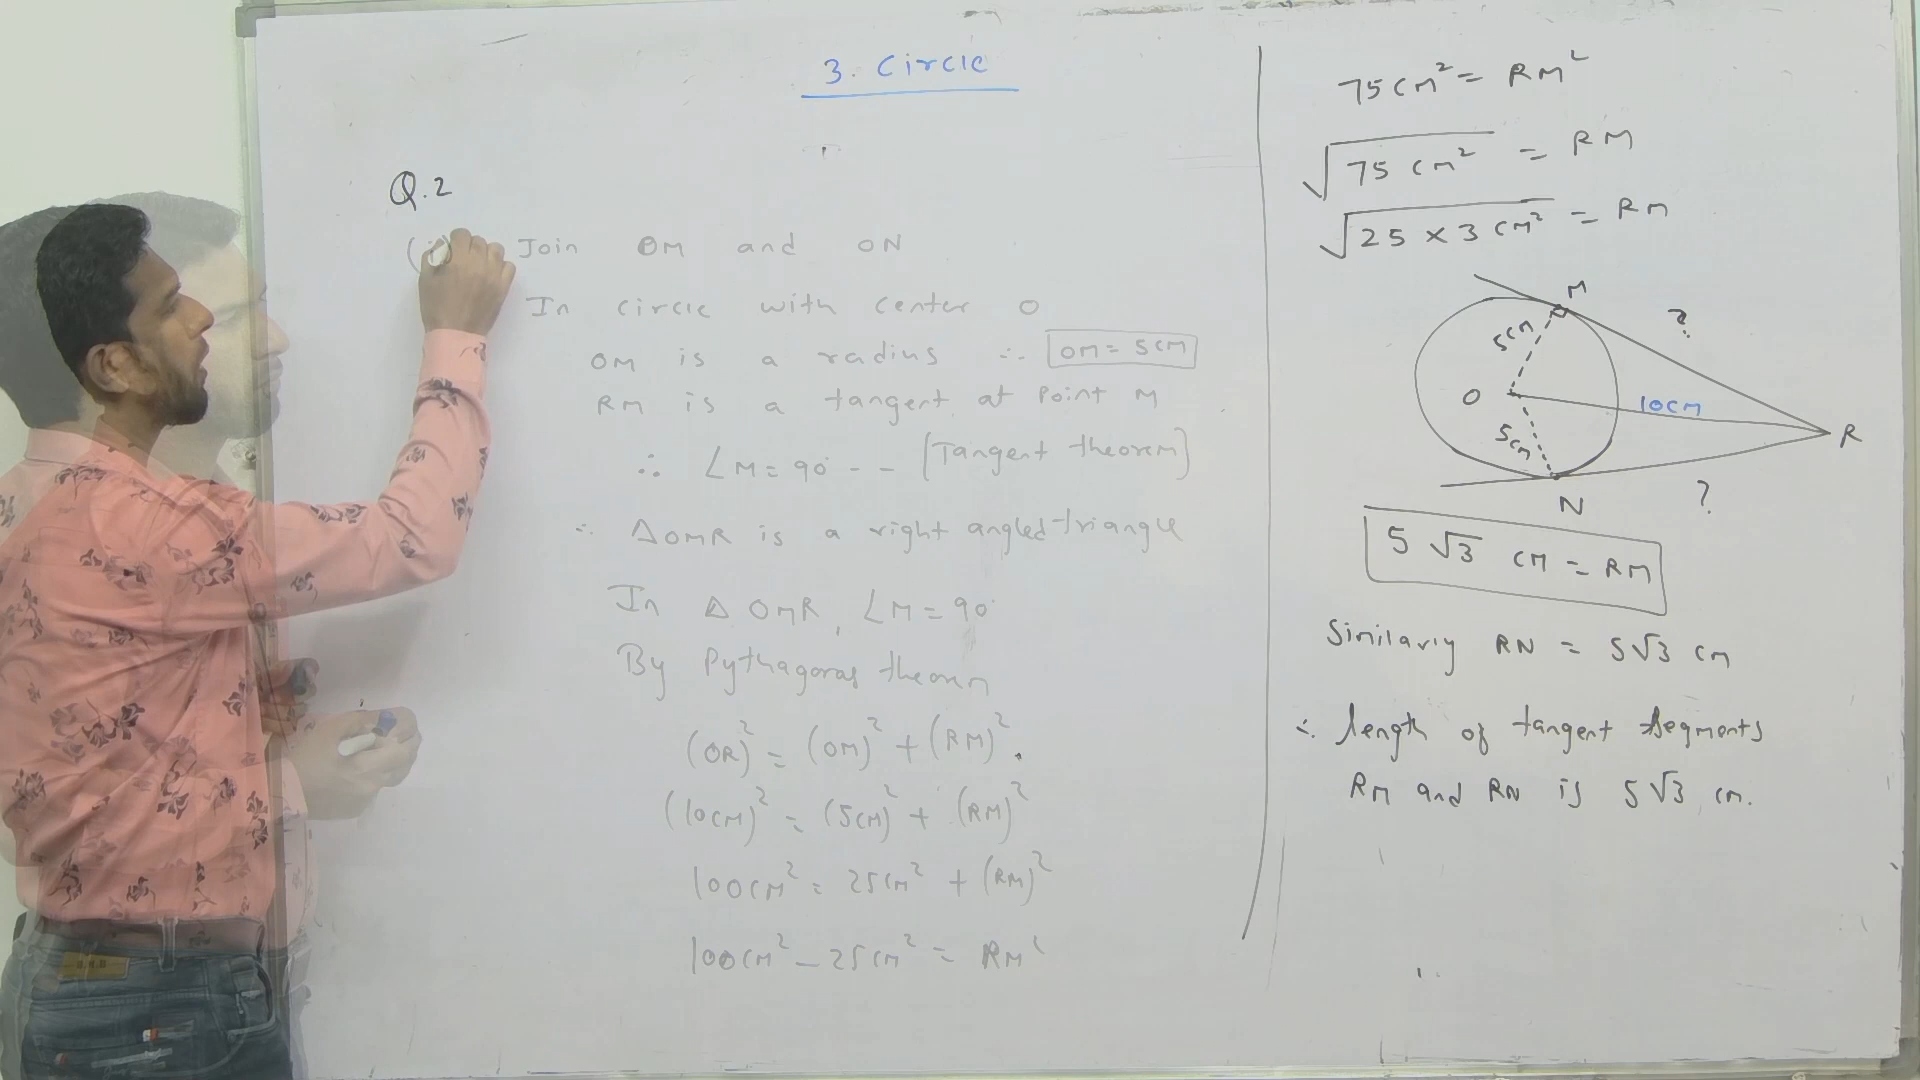 3. Circle
Q.2
(i) Join OM and ON
In circle with center O
OM is a radius ∴ OM = 5cm
RM is a tangent at Point M
∴ ∠M = 90° - - [Tangent theorem]
∴ △OMR is a right angled triangle
In △ OMR, ∠M = 90°
By Pythagoras theorem
(OR)² = (OM)² + (RM)².
(10cm)² = (5cm)² + (RM)²
100cm² = 25cm² + (RM)²
100cm² - 25cm² = RM²
75cm² = RM²
√75 cm² = RM
√25 × 3 cm² = RM
M
?
5cm
O
10cm
R
5cm
N
?
5 √3 cm = RM
Similarly RN = 5√3 cm
∴ length of tangent segments
RM and RN is 5√3 cm.